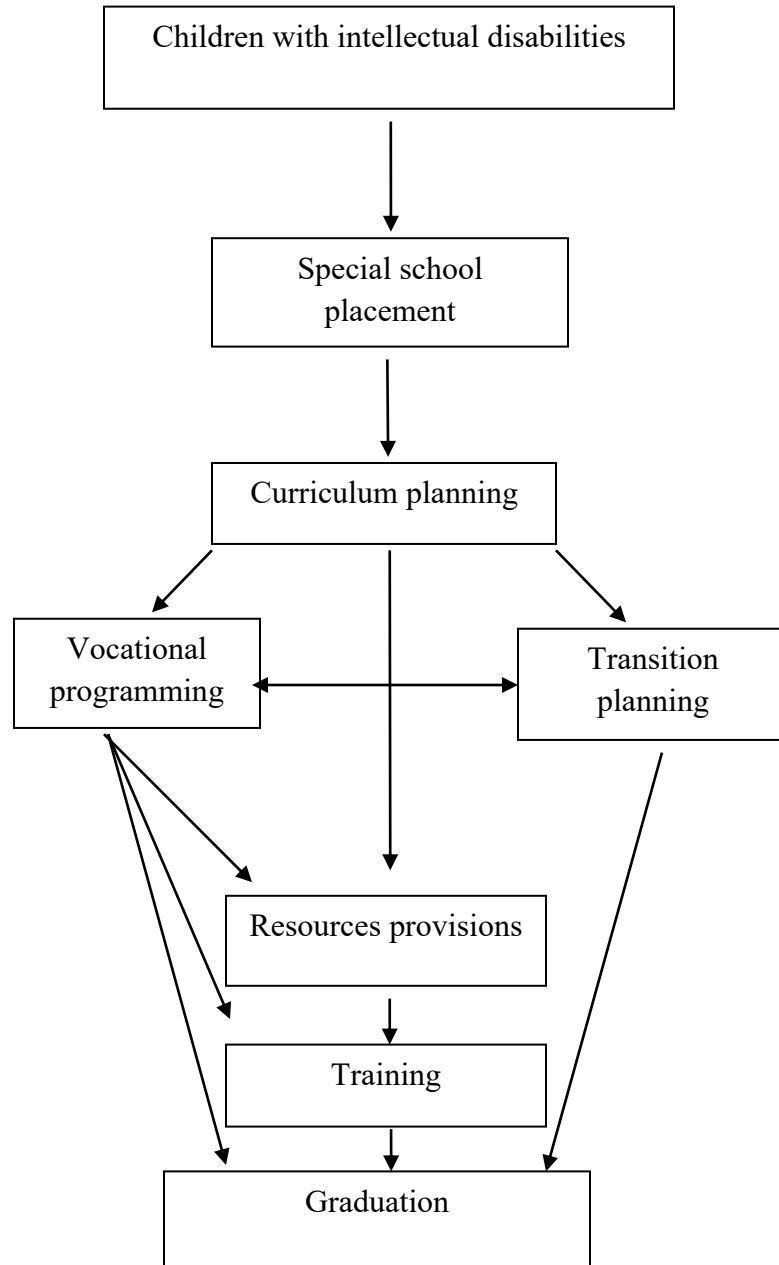 Children with intellectual disabilities
Special school
placement
Curriculum planning
Vocational
programming
Transition
planning
Resources provisions
Training
Graduation